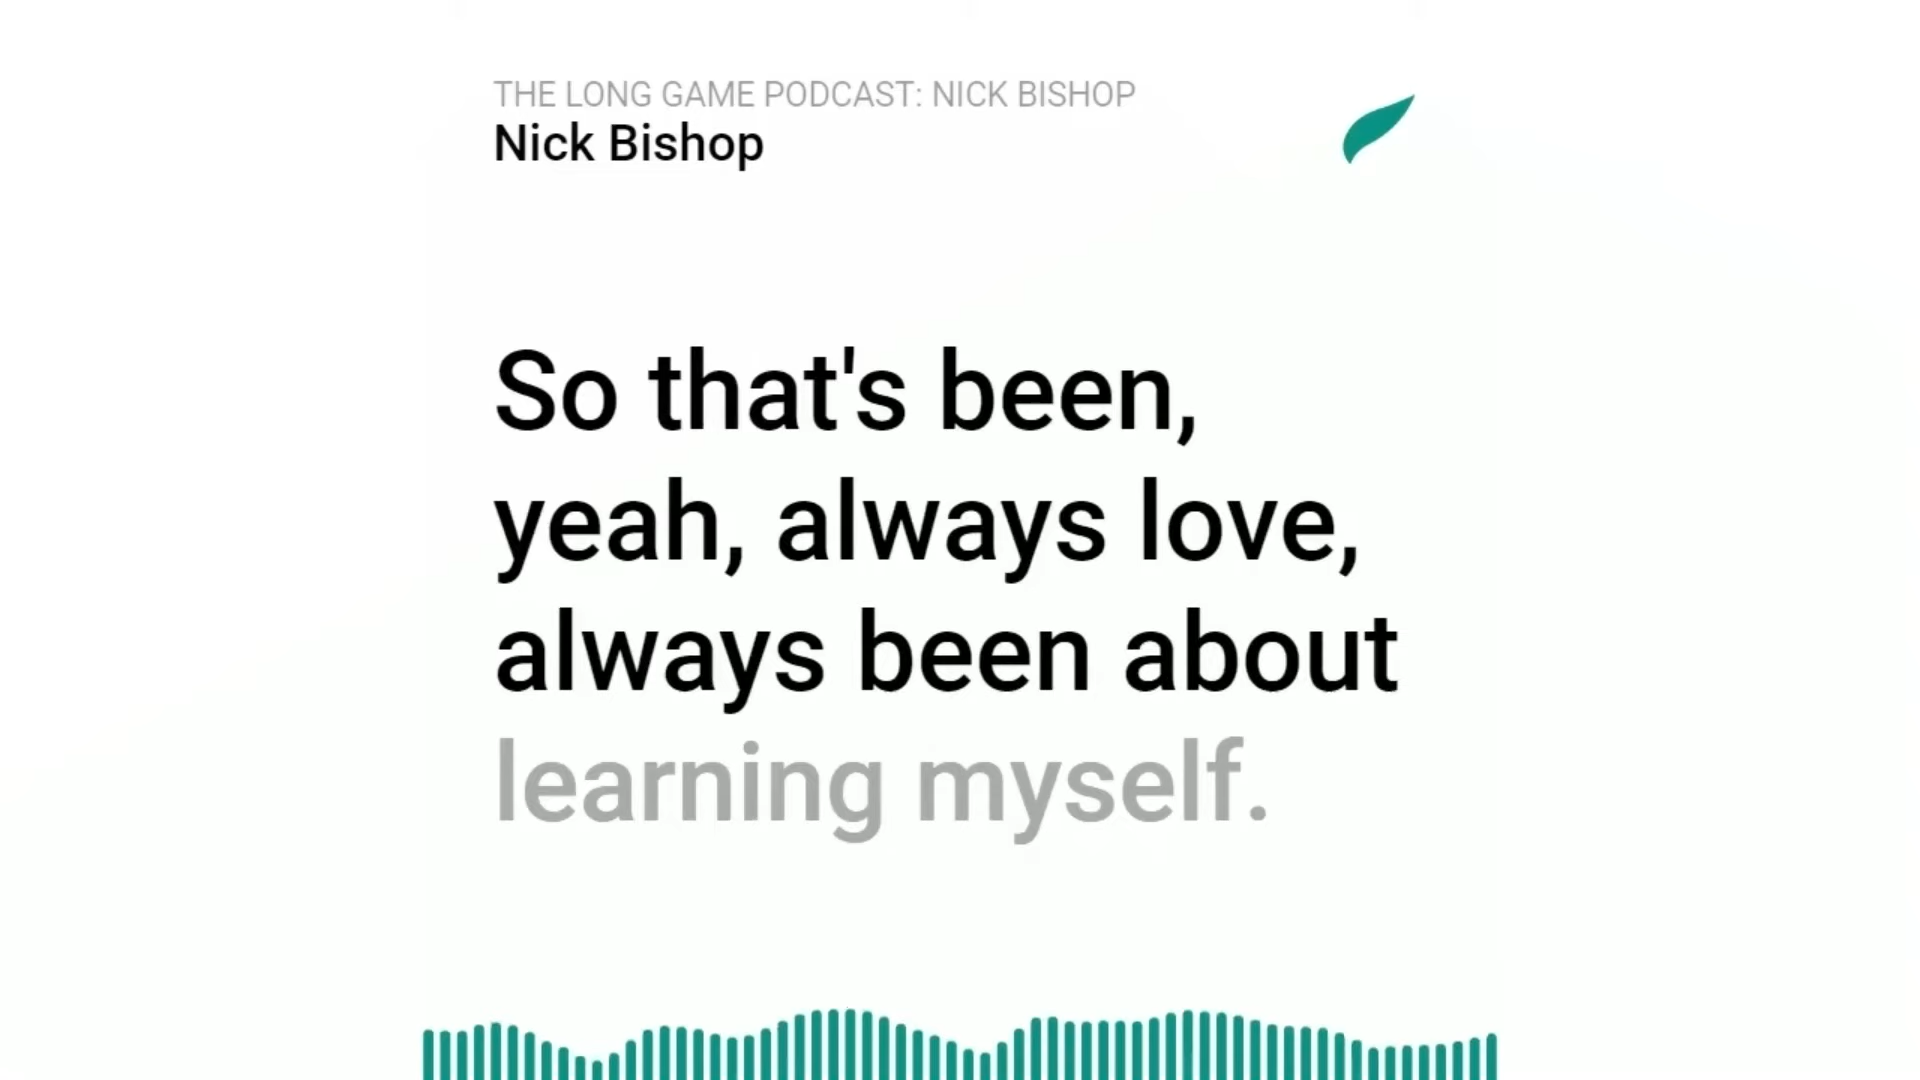 THE LONG GAME PODCAST: NICK BISHOP
Nick Bishop
So that's been,
yeah, always love,
always been about
learning myself.